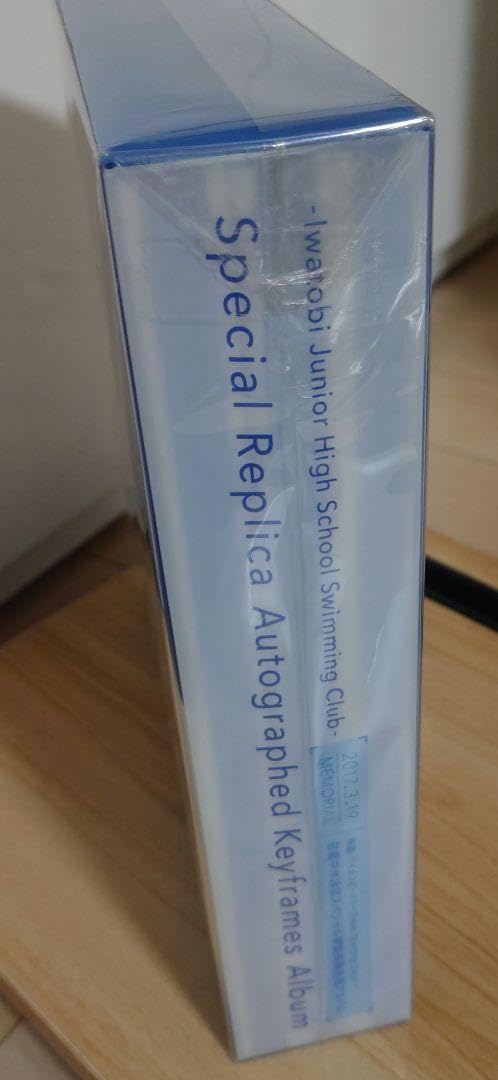 -Iwatobi Junior High School Swimming Club-
Special Replica Autographed Keyframes Album
2017.3.19
MEMORIAL